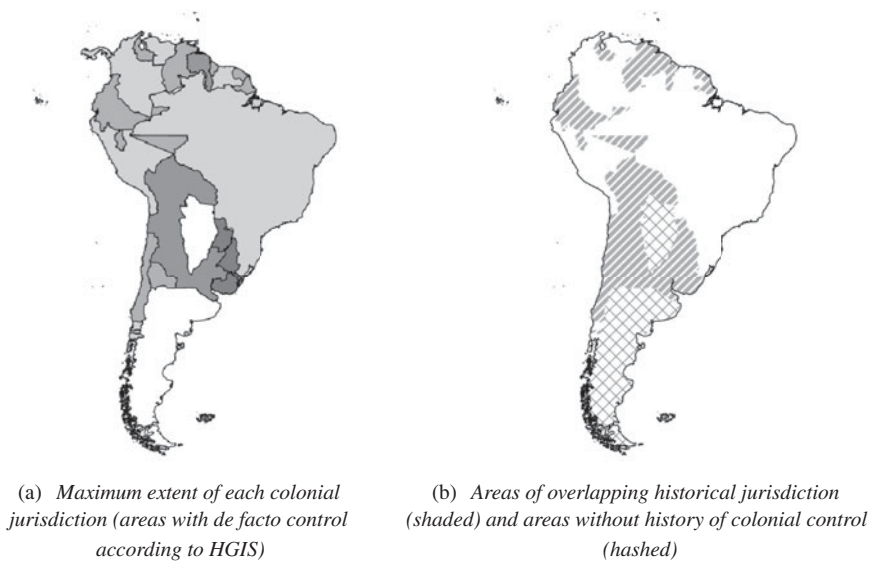 (a) Maximum extent of each colonial
jurisdiction (areas with de facto control
according to HGIS)
(b) Areas of overlapping historical jurisdiction
(shaded) and areas without history of colonial control
(hashed)